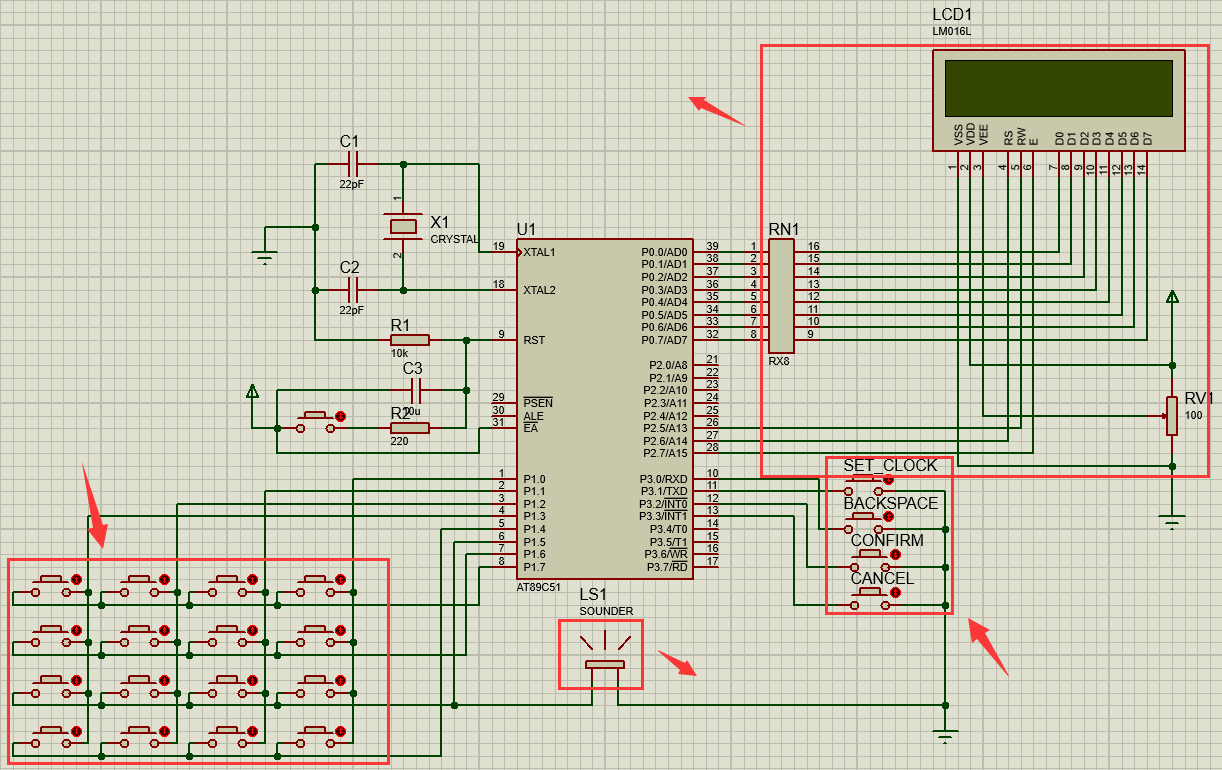 LCD1
LM016L
VSS
VDD
VEE
RS
RW
E
D0
D1
D2
D3
D4
D5
D6
D7
1
2
3
4
5
6
7
8
9
10
11
12
13
14
C1
22pF
X1
CRYSTAL
1
2
C2
22pF
R1
10k
C3
R2
220
U1
AT89C51
19 XTAL1
18 XTAL2
9 RST
29 PSEN
30 ALE
31 EA
1 P1.0
2 P1.1
3 P1.2
4 P1.3
5 P1.4
6 P1.5
7 P1.6
8 P1.7
P0.0/AD0 39
P0.1/AD1 38
P0.2/AD2 37
P0.3/AD3 36
P0.4/AD4 35
P0.5/AD5 34
P0.6/AD6 33
P0.7/AD7 32
P2.0/A8 21
P2.1/A9 22
P2.2/A10 23
P2.3/A11 24
P2.4/A12 25
P2.5/A13 26
P2.6/A14 27
P2.7/A15 28
P3.0/RXD 10
P3.1/TXD 11
P3.2/INT0 12
P3.3/INT1 13
P3.4/T0 14
P3.5/T1 15
P3.6/WR 16
P3.7/RD 17
RN1
1 16
2 15
3 14
4 13
5 12
6 11
7 10
8 9
RX8
RV1
100
SET_CLOCK
BACKSPACE
CONFIRM
CANCEL
LS1
SOUNDER